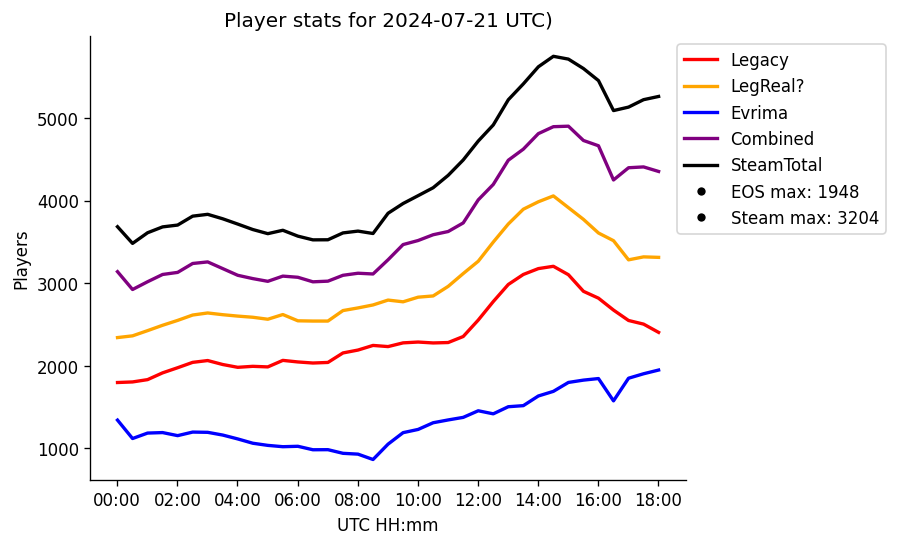 Player stats for 2024-07-21 UTC)
Legacy
LegReal?
Evrima
Combined
SteamTotal
EOS max: 1948
Steam max: 3204
Players
5000
4000
3000
2000
1000
00:00 02:00 04:00 06:00 08:00 10:00 12:00 14:00 16:00 18:00
UTC HH:mm